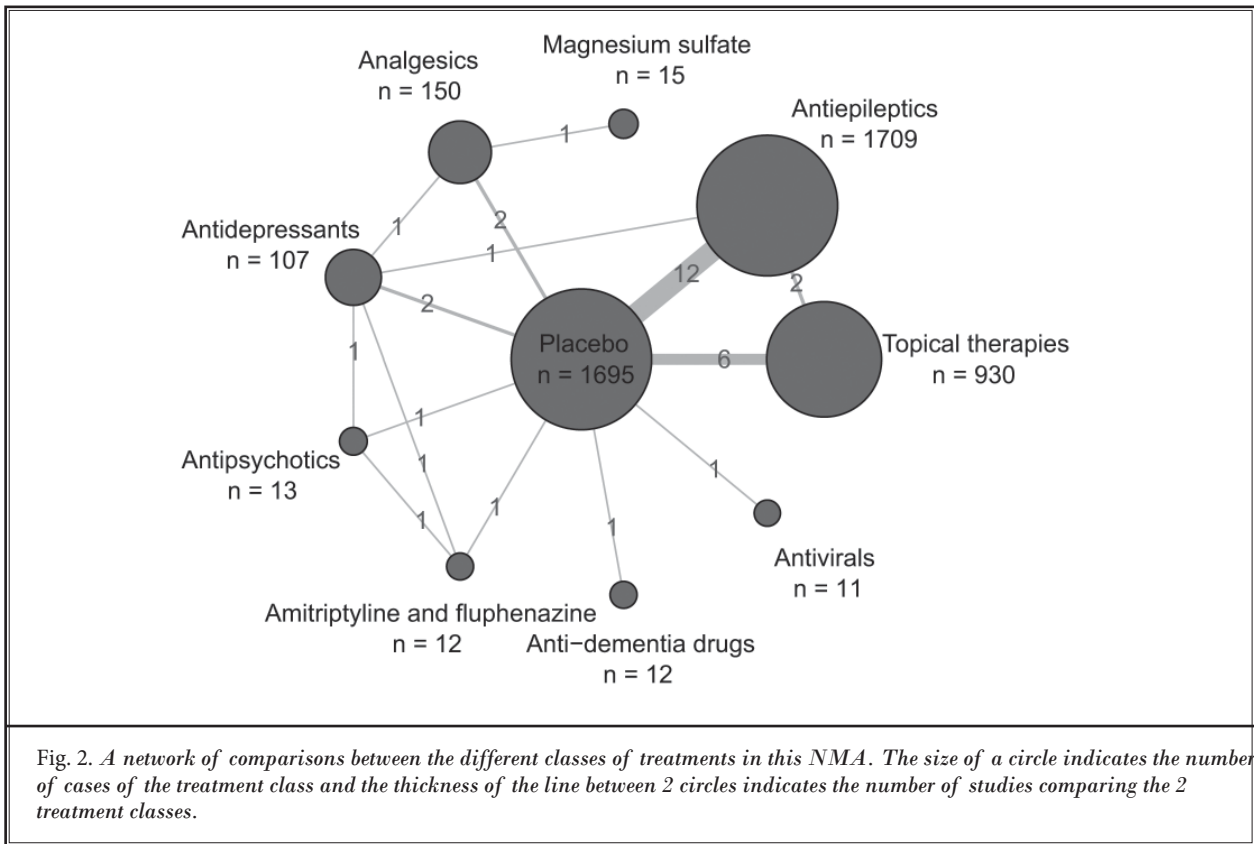 Magnesium sulfate
n = 15
Analgesics
n = 150
Antiepileptics
n = 1709
1
2
1
Antidepressants
n = 107
1
12
2
2
Placebo
n = 1695
6
Topical therapies
n = 930
1
1
Antipsychotics
n = 13
1
1
1
1
1
Antivirals
n = 11
Amitriptyline and fluphenazine
n = 12
Anti−dementia drugs
n = 12
Fig. 2. A network of comparisons between the different classes of treatments in this NMA. The size of a circle indicates the number
of cases of the treatment class and the thickness of the line between 2 circles indicates the number of studies comparing the 2
treatment classes.